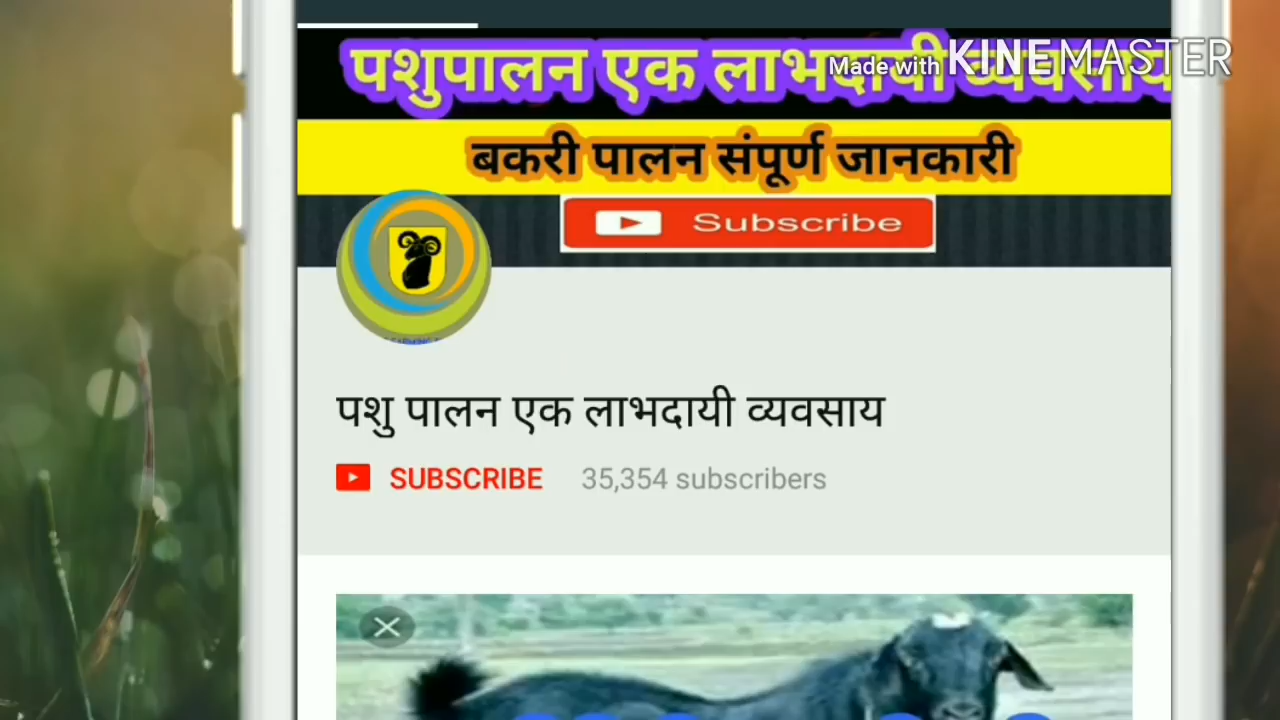 पशुपालन एक लाभदायी व्यवसाय
Made with KINEMASTER
बकरी पालन संपूर्ण जानकारी
Subscribe
पशु पालन एक लाभदायी व्यवसाय
SUBSCRIBE 35,354 subscribers